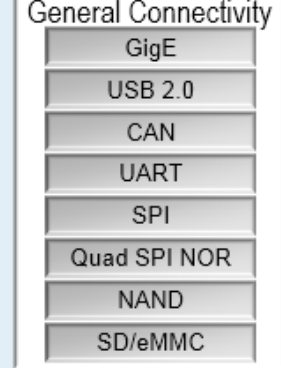 General Connectivity
GigE
USB 2.0
CAN
UART
SPI
Quad SPI NOR
NAND
SD/eMMC